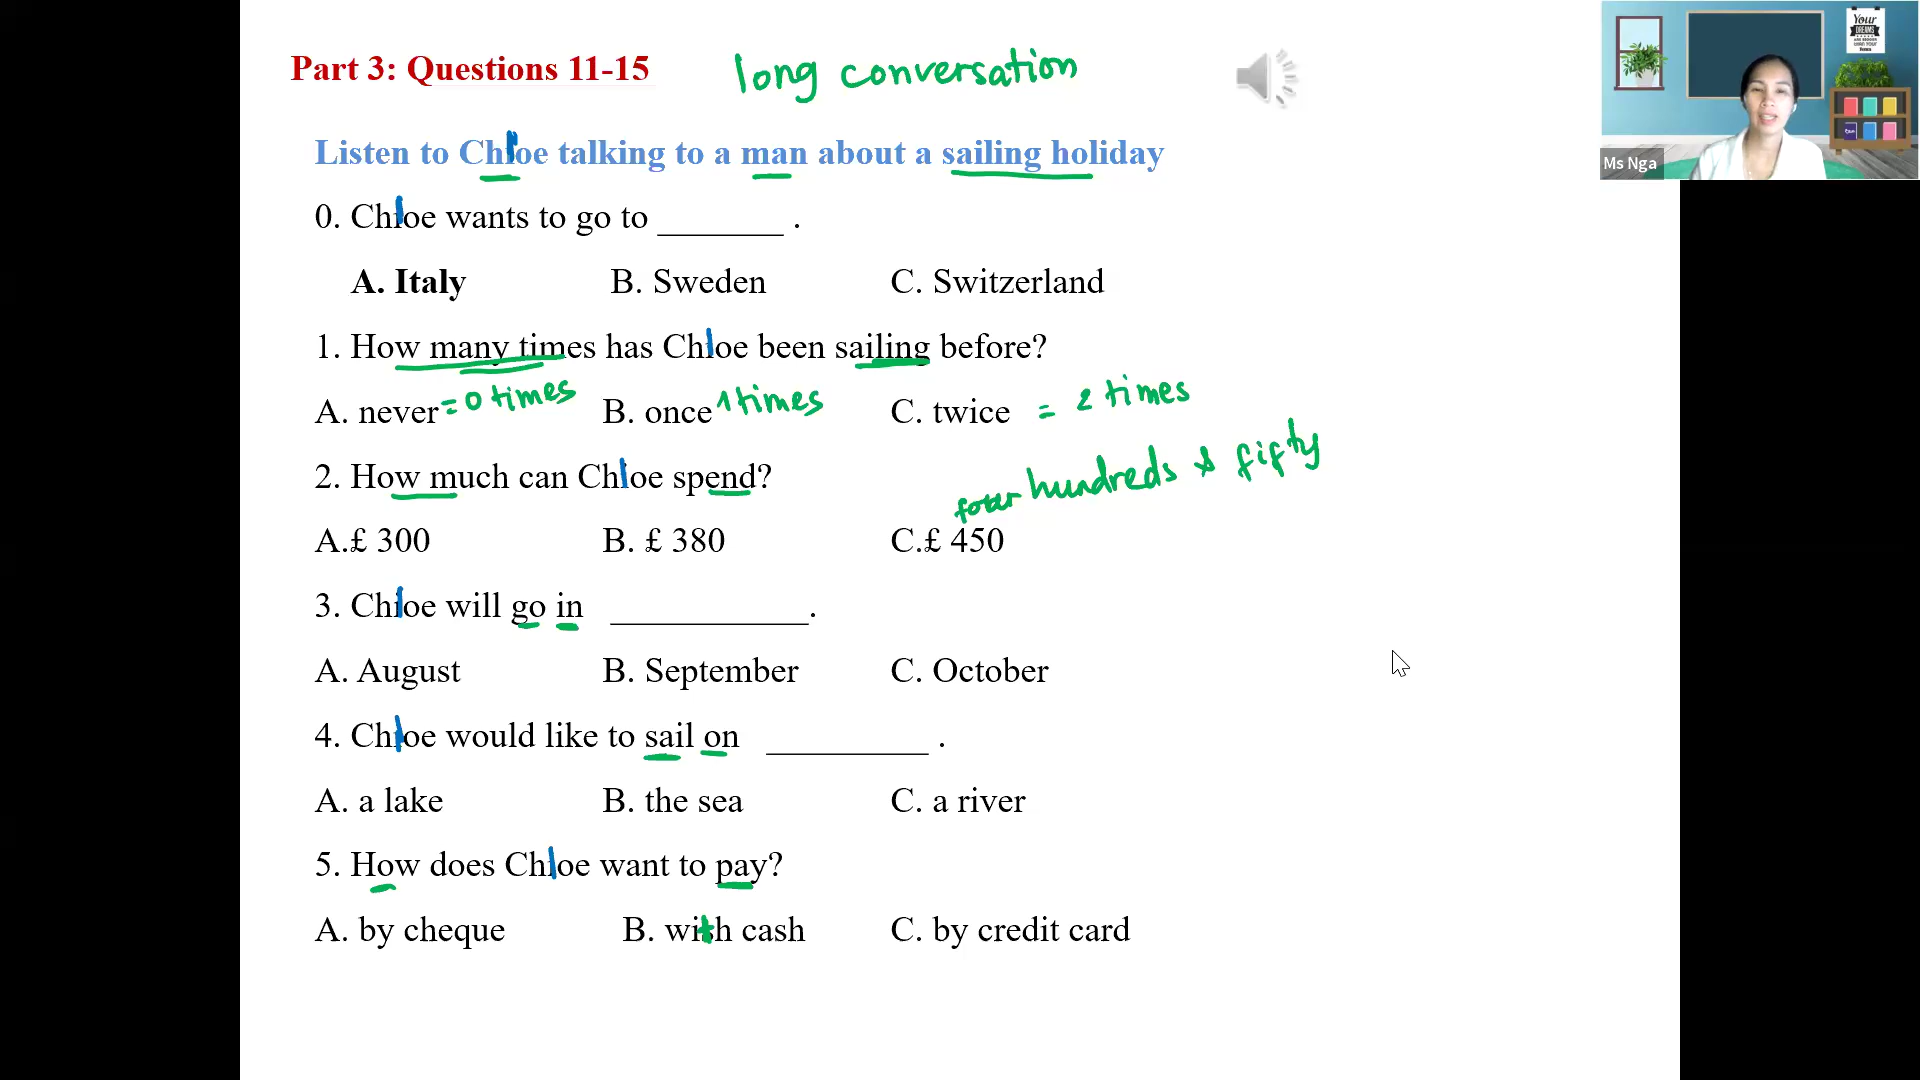 Part 3: Questions 11-15 long conversation
Your
DREAMS
Ms Nga
Listen to Chloe talking to a man about a sailing holiday
0. Chloe wants to go to _______ .
A. Italy B. Sweden C. Switzerland
1. How many times has Chloe been sailing before?
A. never = 0 times B. once 1 times C. twice = 2 times
2. How much can Chloe spend?
four hundreds & fifty
A.£ 300 B. £ 380 C.£ 450
3. Chloe will go in ___________.
A. August B. September C. October
4. Chloe would like to sail on _________ .
A. a lake B. the sea C. a river
5. How does Chloe want to pay?
A. by cheque B. with cash C. by credit card